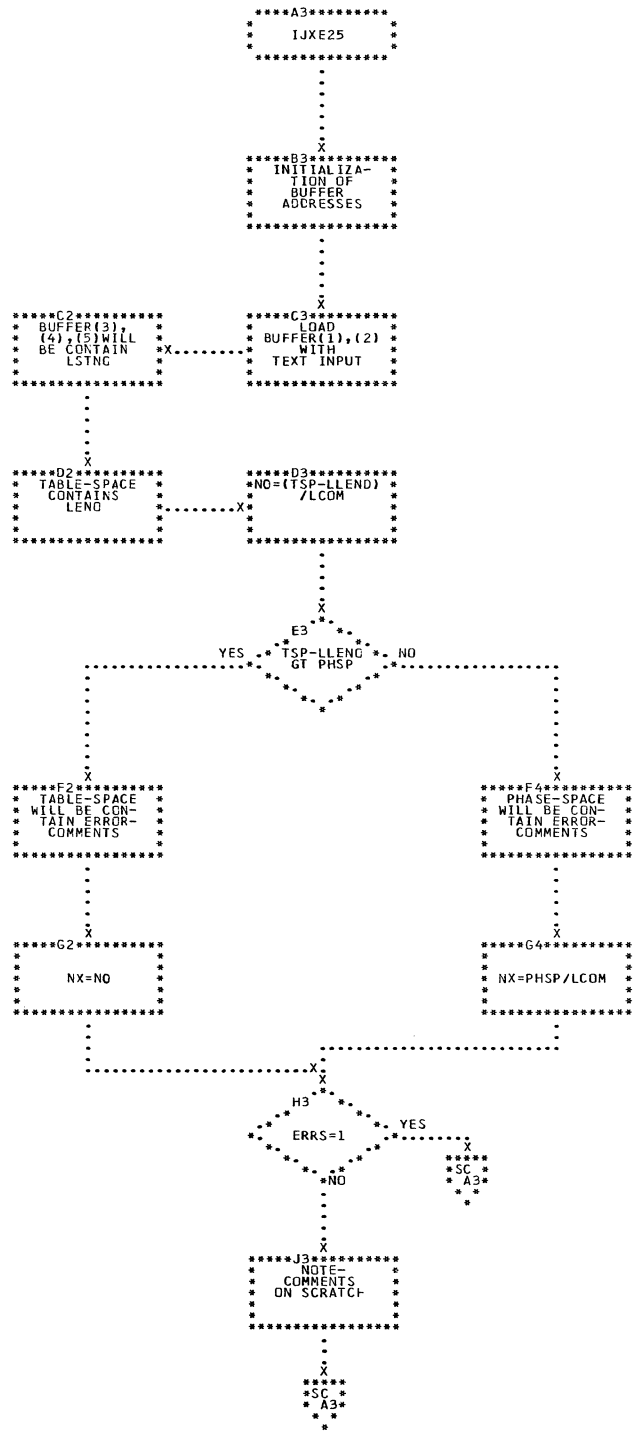 A3
IJXE25
B3
INITIALIZA-
TION OF
BUFFER
ADDRESSES
C2
BUFFER(3),
(4),(5)WILL
BE CONTAIN
LSTNG
C3
LOAD
BUFFER(1),(2)
WITH
TEXT INPUT
D2
TABLE-SPACE
CONTAINS
LENO
D3
NO=(TSP-LLEND)
/LCOM
E3
YES
TSP-LLENG
GT PHSP
NO
F2
TABLE-SPACE
WILL BE CON-
TAIN ERROR-
COMMENTS
F4
PHASE-SPACE
WILL BE CON-
TAIN ERROR-
COMMENTS
G2
NX=NO
G4
NX=PHSP/LCOM
H3
ERRS=1
YES
SC
A3
NO
J3
NOTE-
COMMENTS
ON SCRATCH
SC
A3